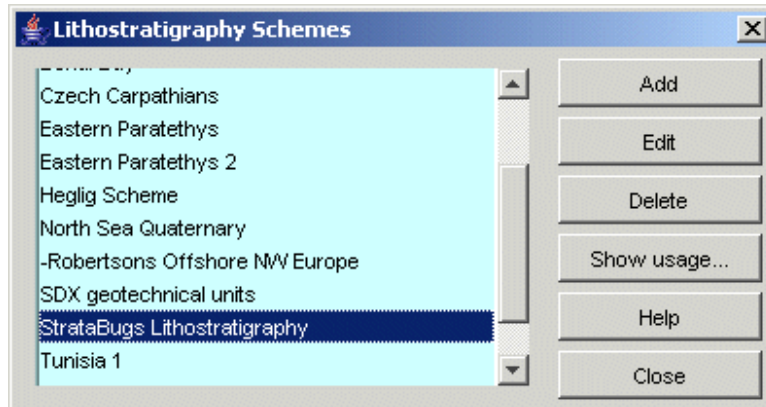 Lithostratigraphy Schemes
Czech Carpathians
Eastern Paratethys
Eastern Paratethys 2
Heglig Scheme
North Sea Quaternary
-Robertsons Offshore NW Europe
SDX geotechnical units
StrataBugs Lithostratigraphy
Tunisia 1
Add
Edit
Delete
Show usage...
Help
Close